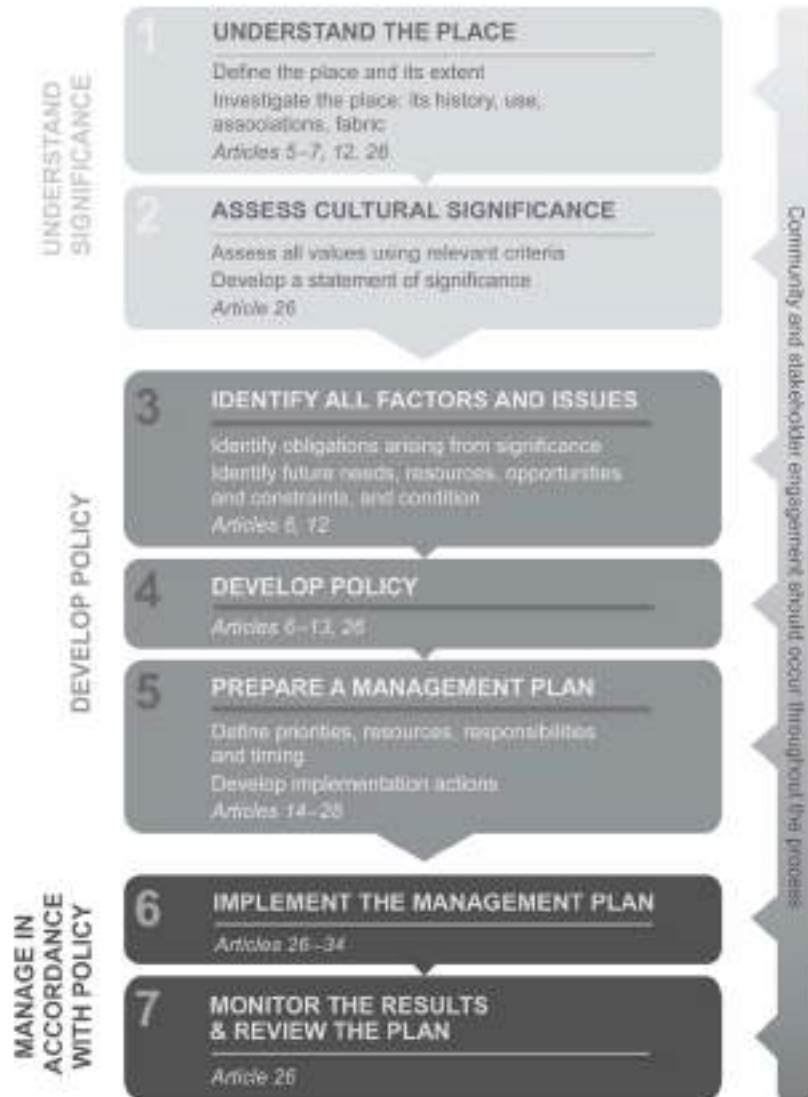 UNDERSTAND
SIGNIFICANCE
1
UNDERSTAND THE PLACE
Define the place and its extent
Investigate the place: its history, use,
associations, fabric
Articles 5–7, 12, 26
2
ASSESS CULTURAL SIGNIFICANCE
Assess all values using relevant criteria
Develop a statement of significance
Article 26
DEVELOP POLICY
3
IDENTIFY ALL FACTORS AND ISSUES
Identify obligations arising from significance
Identify future needs, resources, opportunities
and constraints, and condition
Articles 6, 12
4
DEVELOP POLICY
Articles 6–13, 26
5
PREPARE A MANAGEMENT PLAN
Define priorities, resources, responsibilities
and timing
Develop implementation actions
Articles 14–28
MANAGE IN
ACCORDANCE
WITH POLICY
6
IMPLEMENT THE MANAGEMENT PLAN
Articles 26–34
7
MONITOR THE RESULTS
& REVIEW THE PLAN
Article 26
Community and stakeholder engagement should occur throughout the process